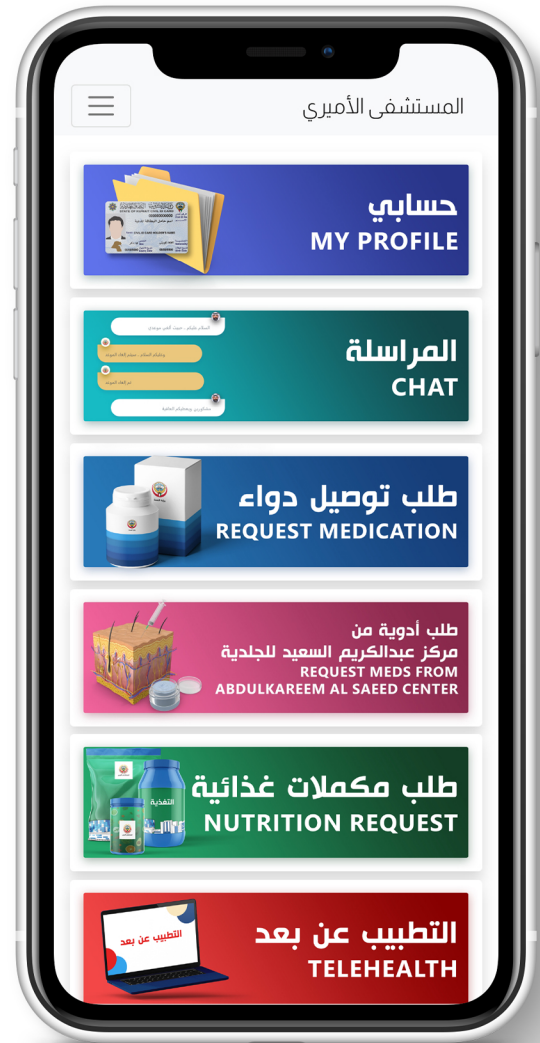 المستشفى الأميري
حسابي
MY PROFILE
المراسلة
CHAT
طلب توصيل دواء
REQUEST MEDICATION
طلب أدوية من
مركز عبدالكريم السعيد للجلدية
REQUEST MEDS FROM
ABDULKAREEM AL SAEED CENTER
طلب مكملات غذائية
NUTRITION REQUEST
التغذية
التطبيب عن بعد
TELEHEALTH
التطبيب عن بعد